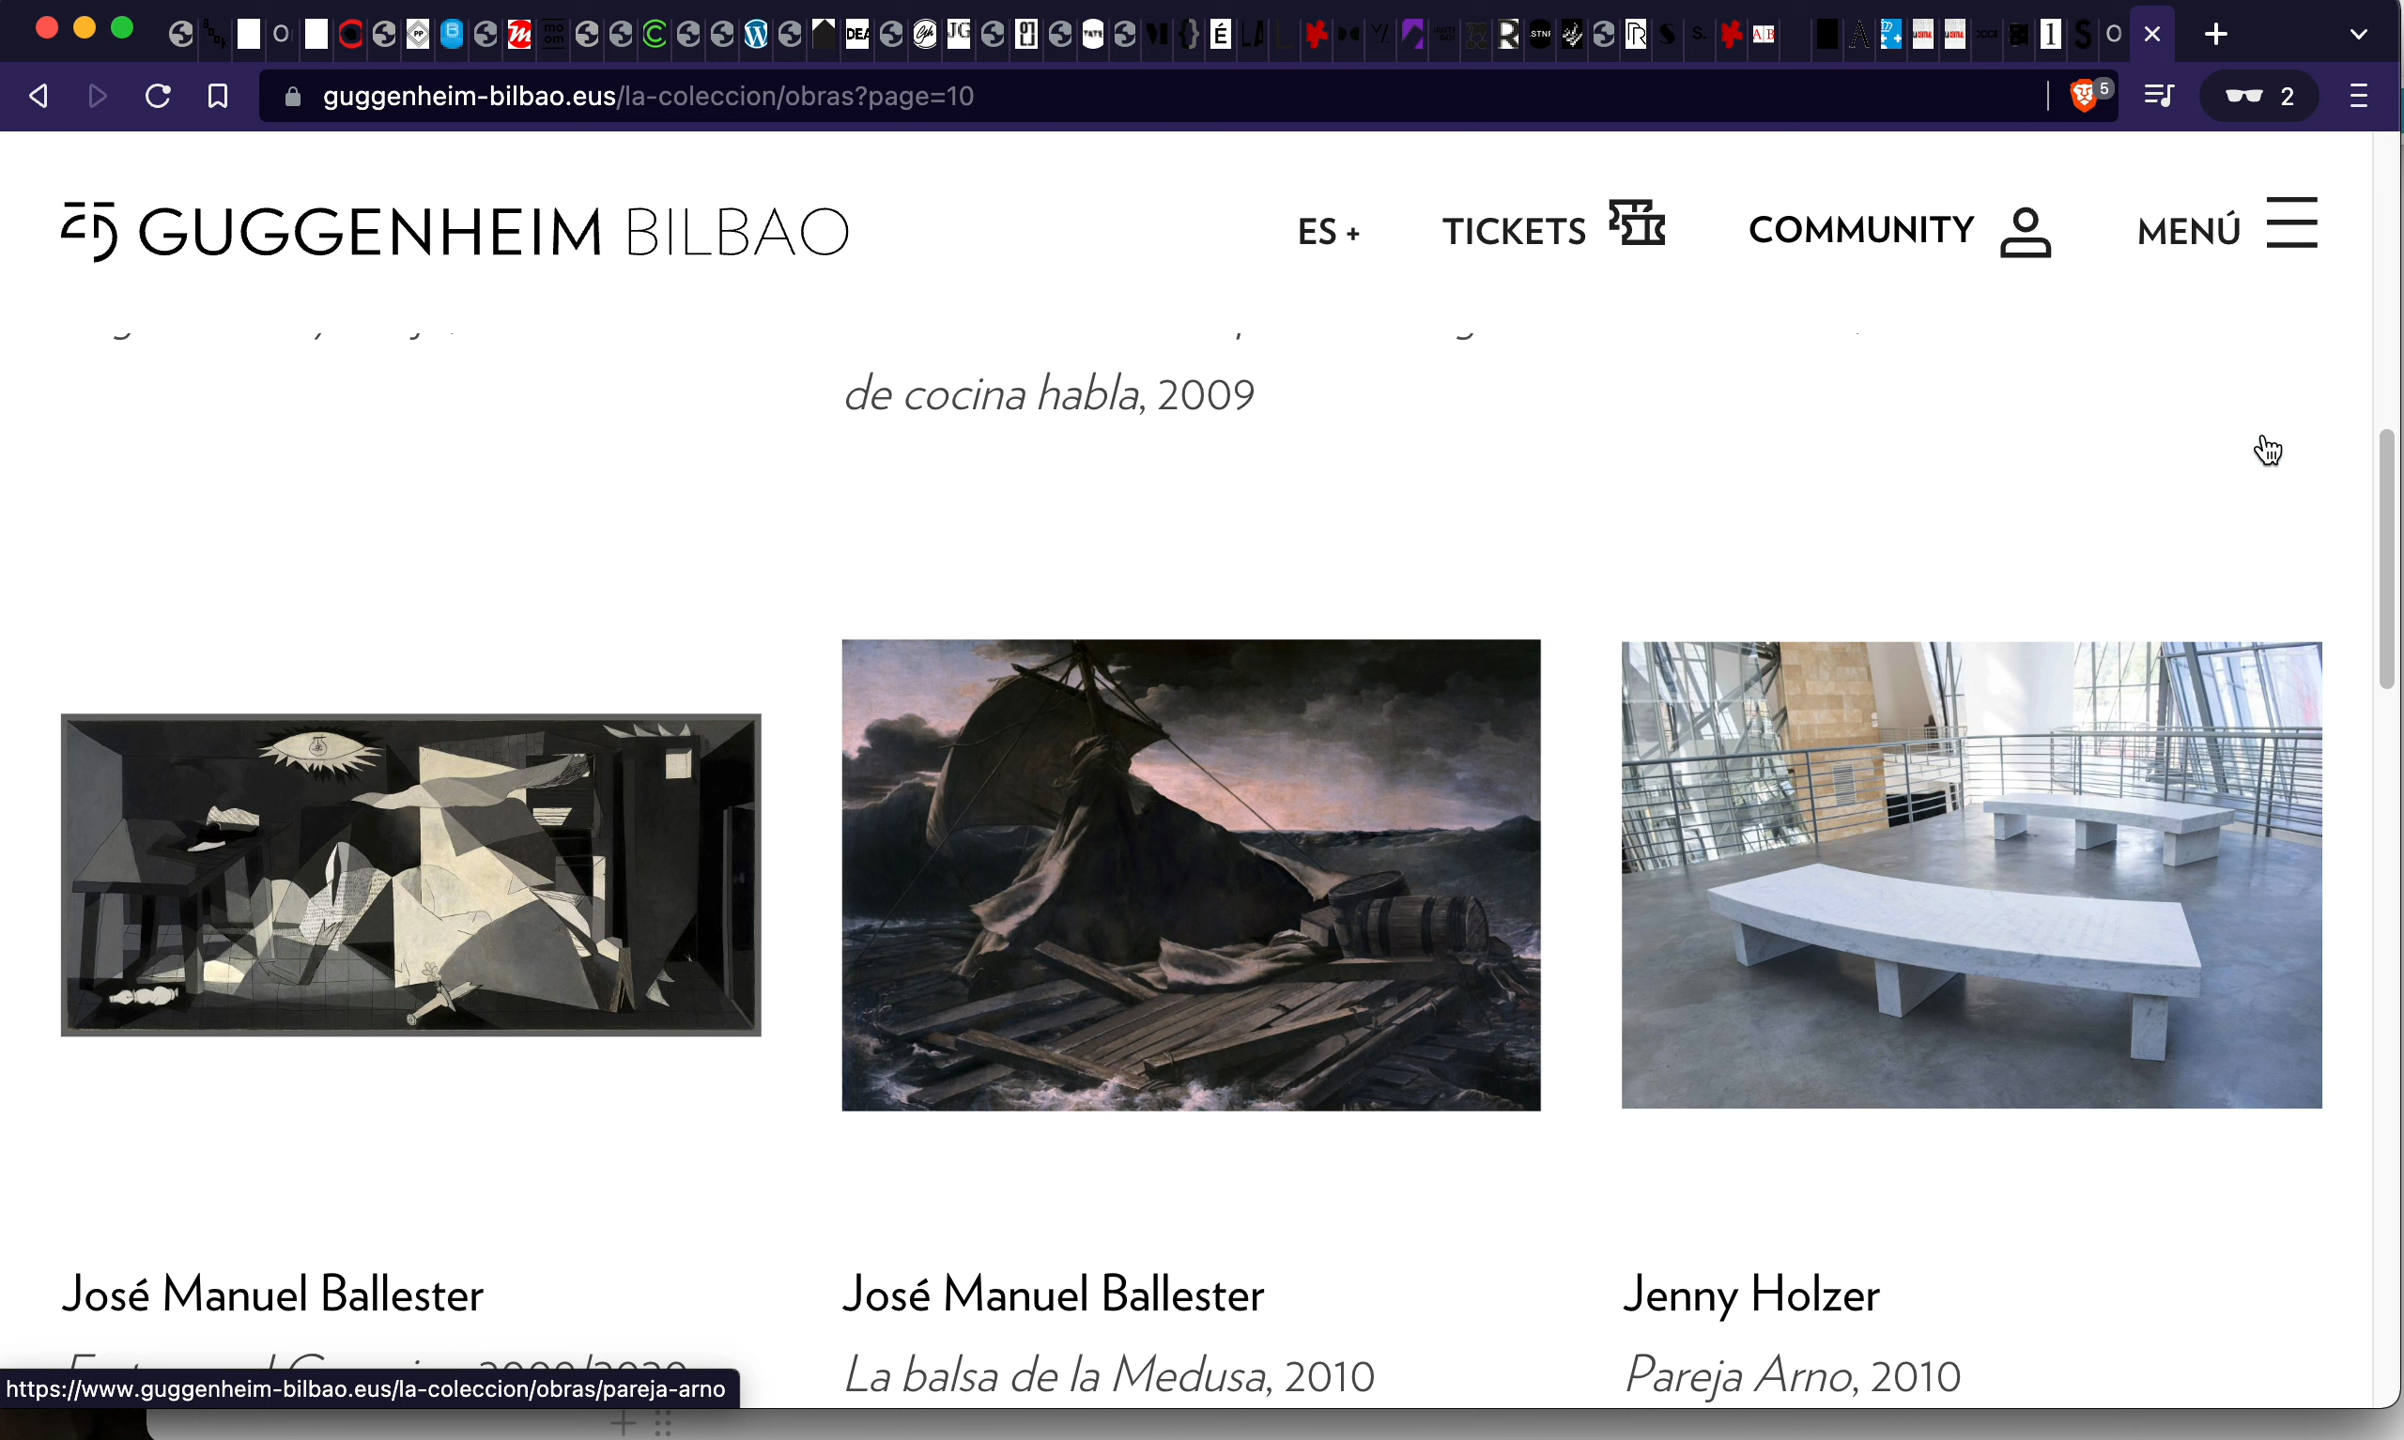 guggenheim-bilbao.eus/la-coleccion/obras?page=10
5
2
GUGGENHEIM BILBAO
ES +
TICKETS
COMMUNITY
MENÚ
de cocina habla, 2009
José Manuel Ballester
José Manuel Ballester
Jenny Holzer
La balsa de la Medusa, 2010
Pareja Arno, 2010
https://www.guggenheim-bilbao.eus/la-coleccion/obras/pareja-arno